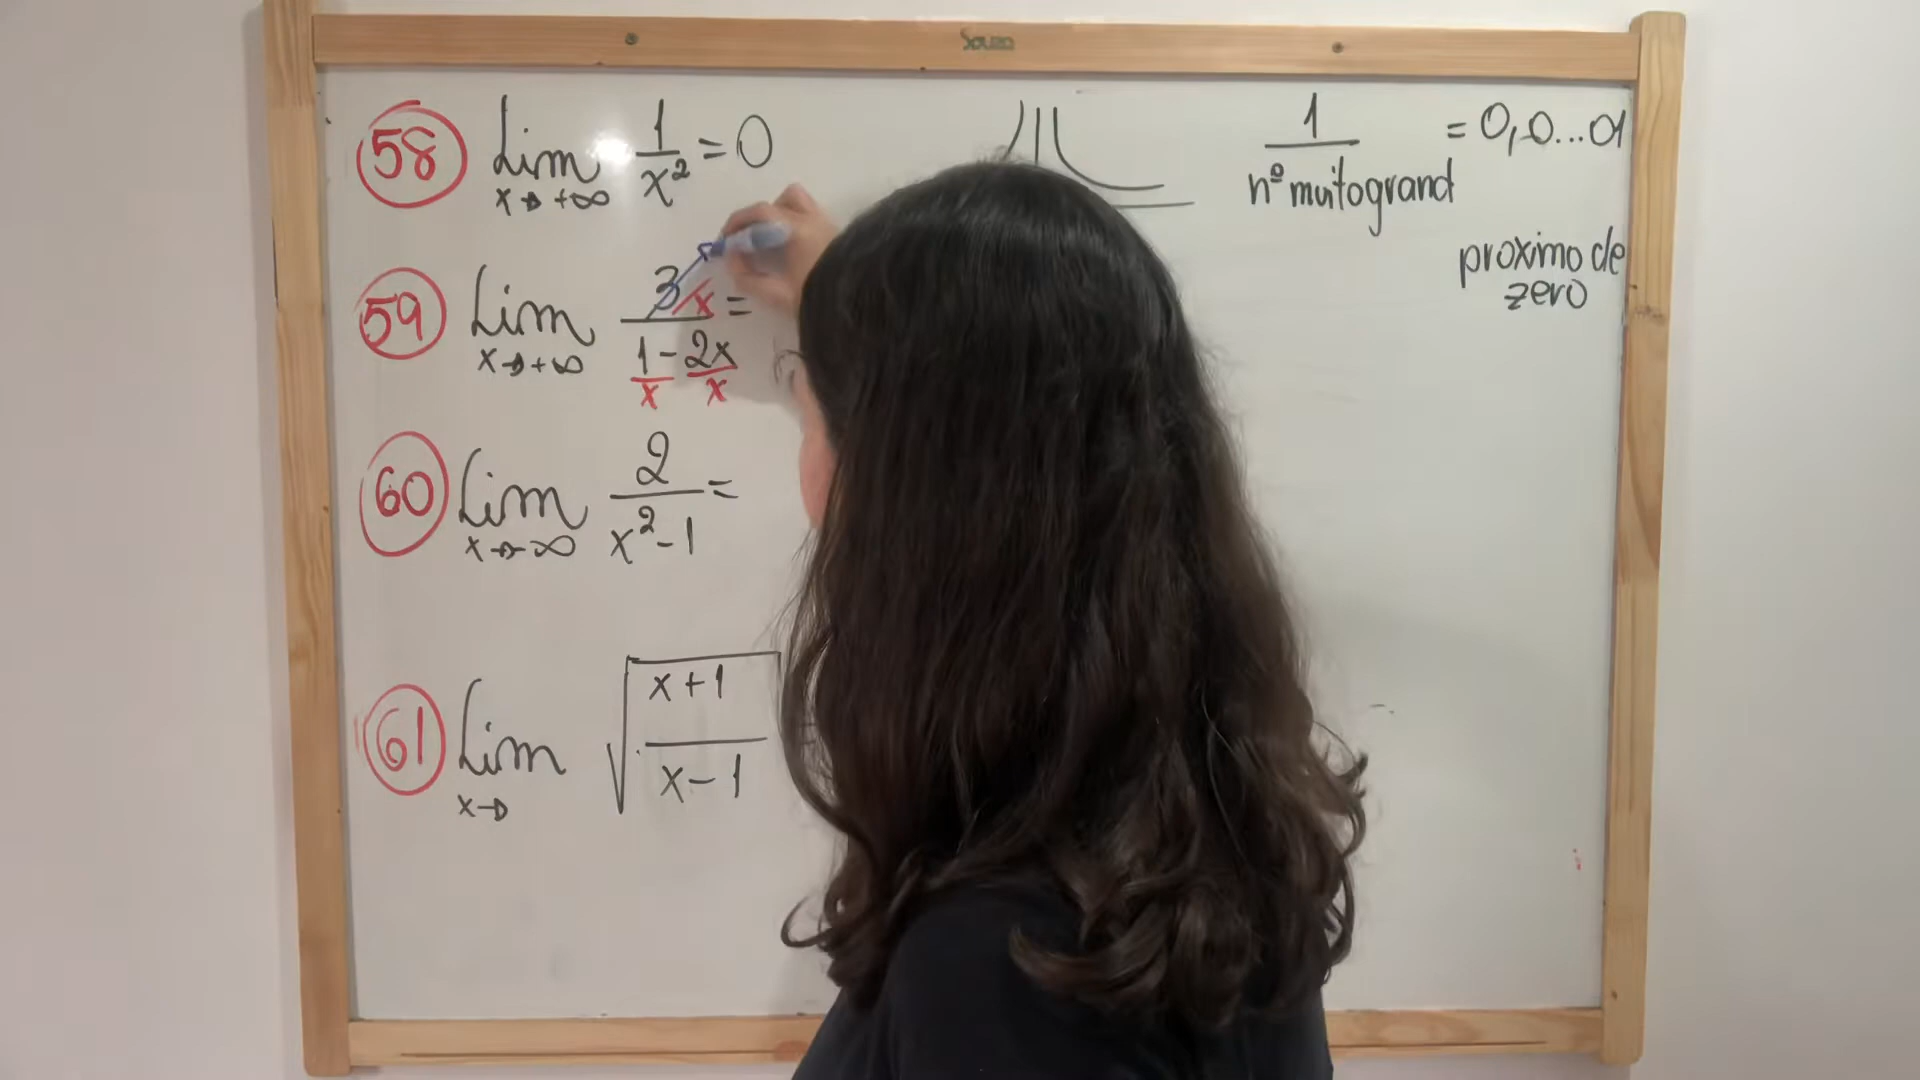 58 Lim 1/x² = 0
x→+∞
59 Lim 3/x =
x→+∞ 1/x - 2x/x
60 Lim 2/(x²-1) =
x→-∞
61 Lim √((x+1)/(x-1))
x→
1/nº muito grand = 0,0...01
proximo de
zero